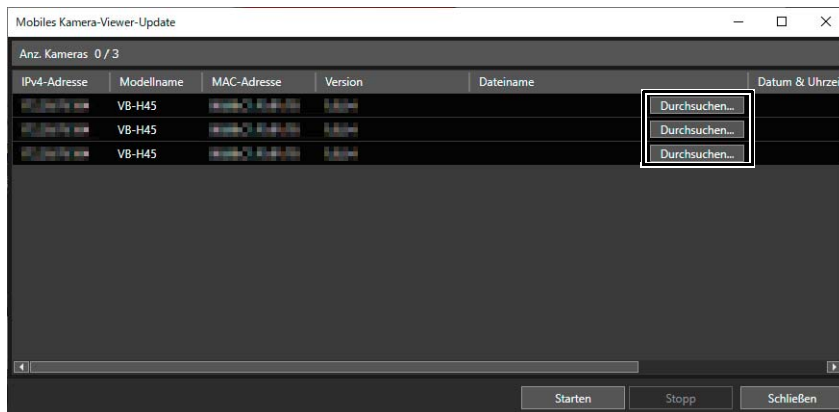 Mobiles Kamera-Viewer-Update
Anz. Kameras 0 / 3
IPv4-Adresse Modellname MAC-Adresse Version Dateiname Datum & Uhrzei
VB-H45 Durchsuchen...
VB-H45 Durchsuchen...
VB-H45 Durchsuchen...
Starten Stopp Schließen